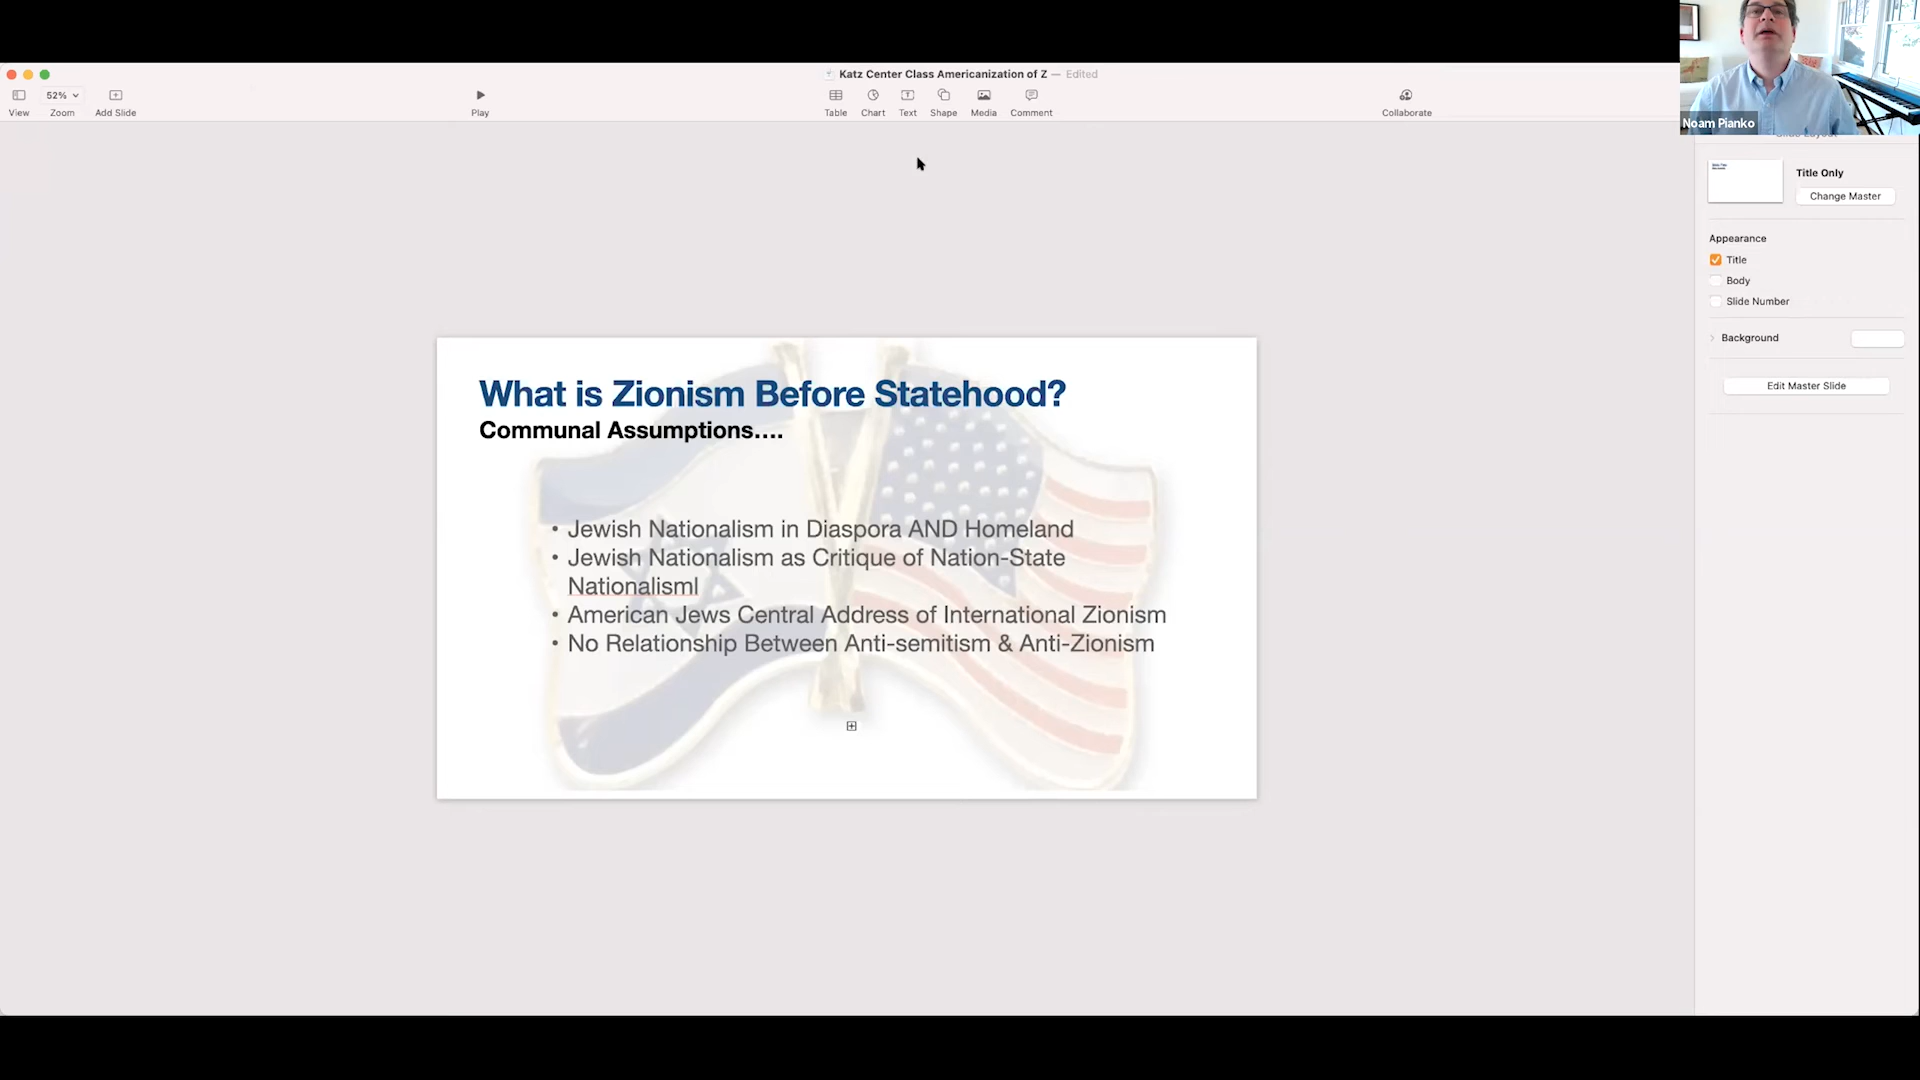 Katz Center Class Americanization of Z — Edited
52%
View
Zoom
Add Slide
Play
Table
Chart
Text
Shape
Media
Comment
Collaborate
Noam Pianko
Title Only
Change Master
Appearance
Title
Body
Slide Number
Background
Edit Master Slide
What is Zionism Before Statehood?
Communal Assumptions....
• Jewish Nationalism in Diaspora AND Homeland
• Jewish Nationalism as Critique of Nation-State
Nationalisml
• American Jews Central Address of International Zionism
• No Relationship Between Anti-semitism & Anti-Zionism